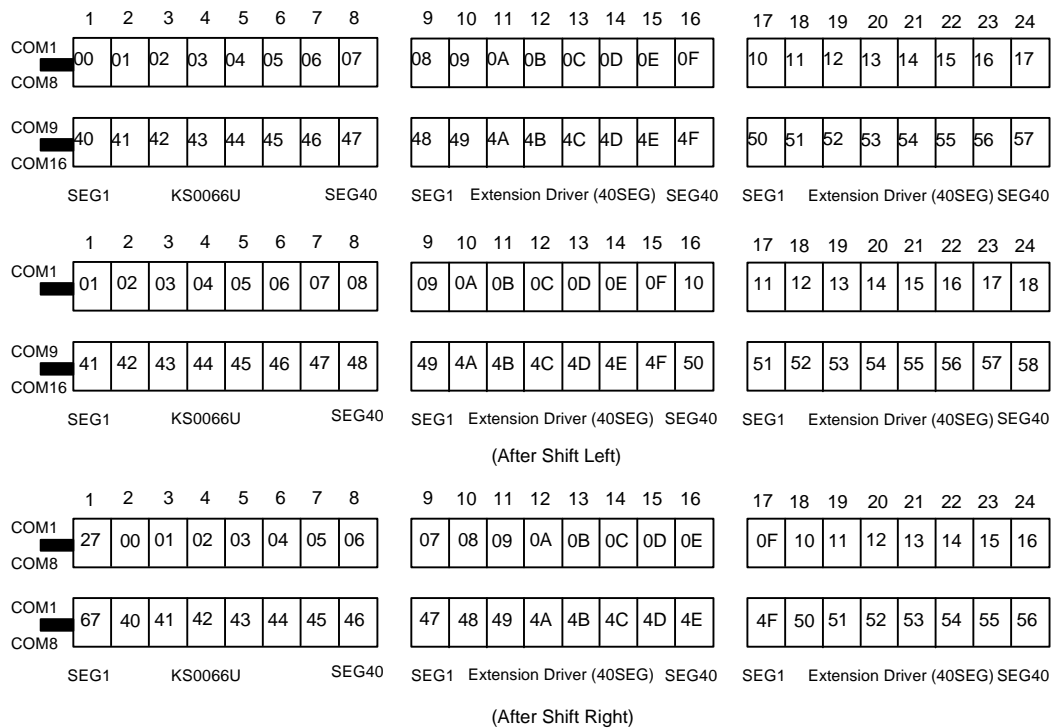 1 2 3 4 5 6 7 8 9 10 11 12 13 14 15 16 17 18 19 20 21 22 23 24
COM1
00 01 02 03 04 05 06 07 08 09 0A 0B 0C 0D 0E 0F 10 11 12 13 14 15 16 17
COM8
COM9
40 41 42 43 44 45 46 47 48 49 4A 4B 4C 4D 4E 4F 50 51 52 53 54 55 56 57
COM16
SEG1 KS0066U SEG40 SEG1 Extension Driver (40SEG) SEG40 SEG1 Extension Driver (40SEG) SEG40
1 2 3 4 5 6 7 8 9 10 11 12 13 14 15 16 17 18 19 20 21 22 23 24
COM1
01 02 03 04 05 06 07 08 09 0A 0B 0C 0D 0E 0F 10 11 12 13 14 15 16 17 18
COM9
41 42 43 44 45 46 47 48 49 4A 4B 4C 4D 4E 4F 50 51 52 53 54 55 56 57 58
COM16
SEG1 KS0066U SEG40 SEG1 Extension Driver (40SEG) SEG40 SEG1 Extension Driver (40SEG) SEG40
(After Shift Left)
1 2 3 4 5 6 7 8 9 10 11 12 13 14 15 16 17 18 19 20 21 22 23 24
COM1
27 00 01 02 03 04 05 06 07 08 09 0A 0B 0C 0D 0E 0F 10 11 12 13 14 15 16
COM8
COM1
67 40 41 42 43 44 45 46 47 48 49 4A 4B 4C 4D 4E 4F 50 51 52 53 54 55 56
COM8
SEG1 KS0066U SEG40 SEG1 Extension Driver (40SEG) SEG40 SEG1 Extension Driver (40SEG) SEG40
(After Shift Right)